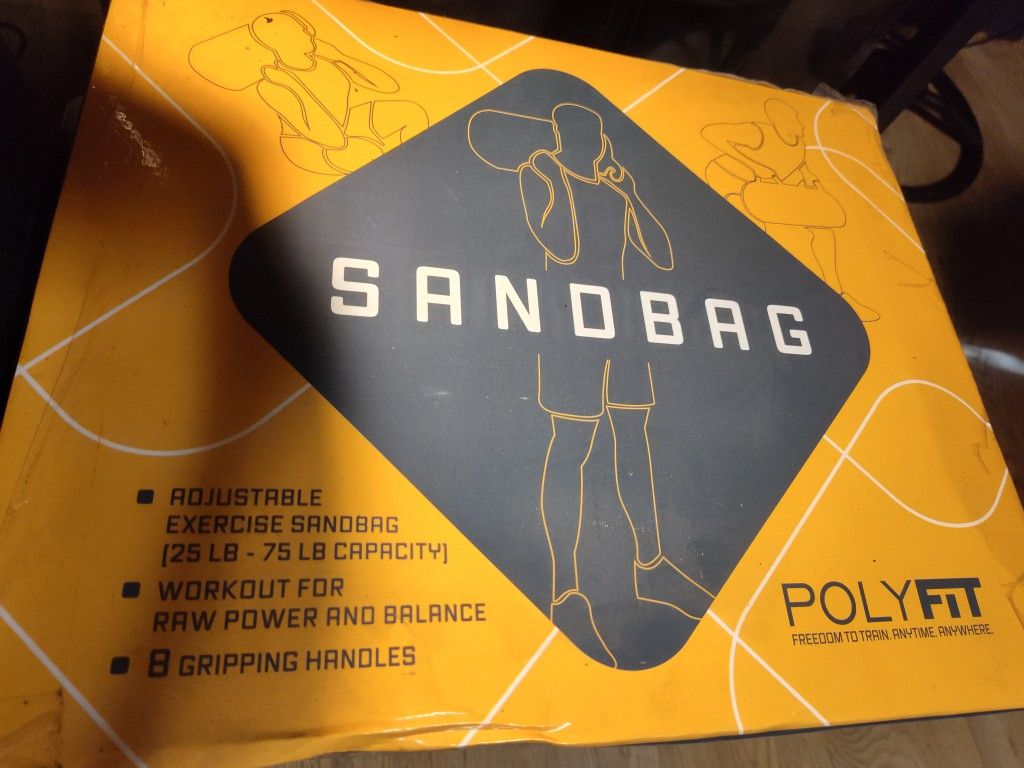 SANDBAG
ADJUSTABLE
EXERCISE SANDBAG
(25 LB - 75 LB CAPACITY)
WORKOUT FOR
RAW POWER AND BALANCE
8 GRIPPING HANDLES
POLYFIT
FREEDOM TO TRAIN. ANYTIME. ANYWHERE.